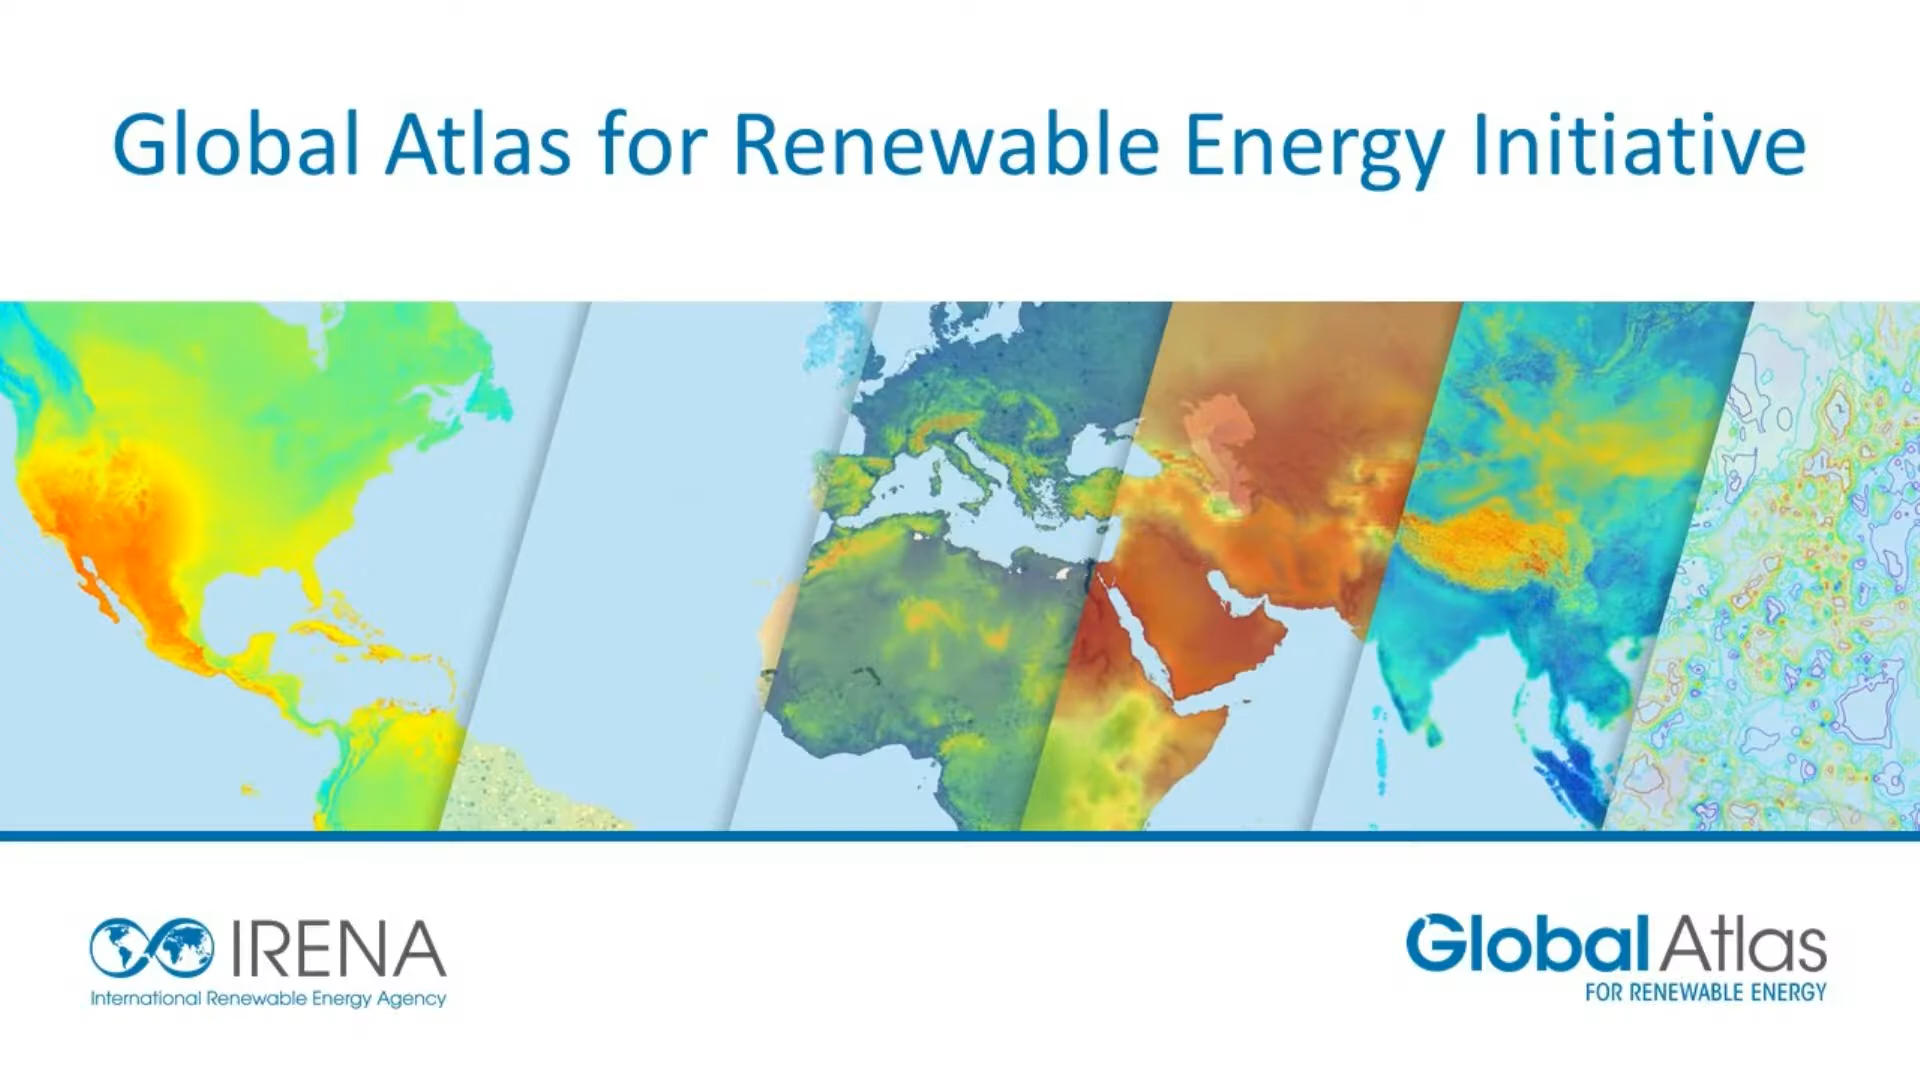 Global Atlas for Renewable Energy Initiative
IRENA
International Renewable Energy Agency
Global Atlas
FOR RENEWABLE ENERGY